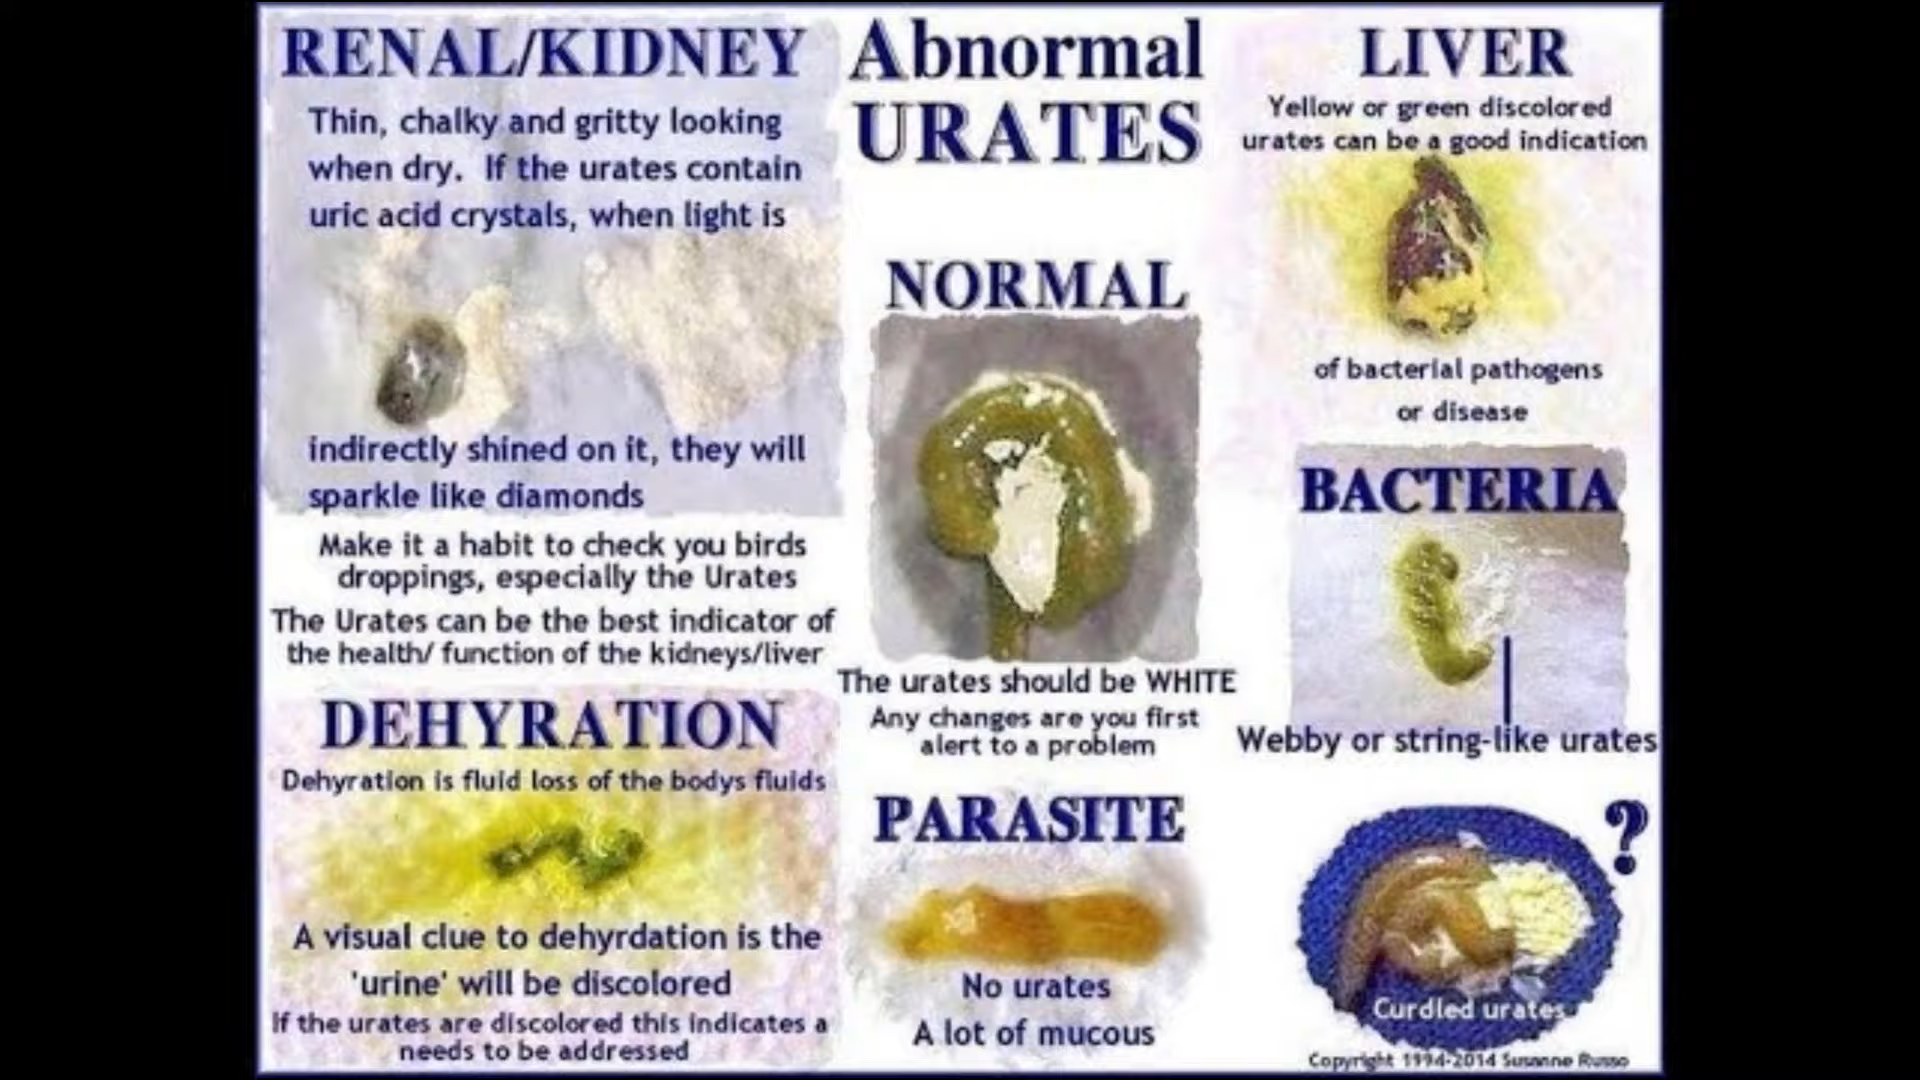 RENAL/KIDNEY
Thin, chalky and gritty looking
when dry. If the urates contain
uric acid crystals, when light is
indirectly shined on it, they will
sparkle like diamonds
Make it a habit to check you birds
droppings, especially the Urates
The Urates can be the best indicator of
the health/ function of the kidneys/liver
DEHYRATION
Dehyration is fluid loss of the bodys fluids
A visual clue to dehyrdation is the
'urine' will be discolored
If the urates are discolored this indicates a
needs to be addressed
Abnormal
URATES
NORMAL
The urates should be WHITE
Any changes are you first
alert to a problem
PARASITE
No urates
A lot of mucous
LIVER
Yellow or green discolored
urates can be a good indication
of bacterial pathogens
or disease
BACTERIA
Webby or string-like urates
?
Curdled urates
Copyright 1994-2014 Susanne Russo